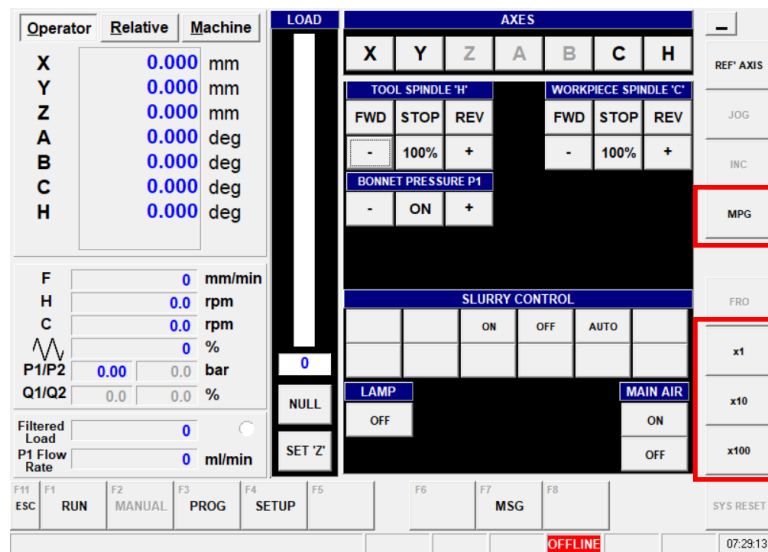 Operator Relative Machine
X 0.000 mm
Y 0.000 mm
Z 0.000 mm
A 0.000 deg
B 0.000 deg
C 0.000 deg
H 0.000 deg
F 0 mm/min
H 0.0 rpm
C 0.0 rpm
0 %
P1/P2 0.00 0.0 bar
Q1/Q2 0.0 0.0 %
Filtered
Load 0
P1 Flow
Rate 0 ml/min
LOAD
0
NULL
SET 'Z'
AXES
X Y Z A B C H
TOOL SPINDLE 'H' WORKPIECE SPINDLE 'C'
FWD STOP REV FWD STOP REV
- 100% + - 100% +
BONNET PRESSURE P1
- ON +
SLURRY CONTROL
ON OFF AUTO
LAMP MAIN AIR
OFF ON
OFF
REF' AXIS
JOG
INC
MPG
FRO
x1
x10
x100
SYS RESET
F11 F1 F2 F3 F4 F5 F6 F7 F8
ESC RUN MANUAL PROG SETUP MSG
OFFLINE 07:29:13